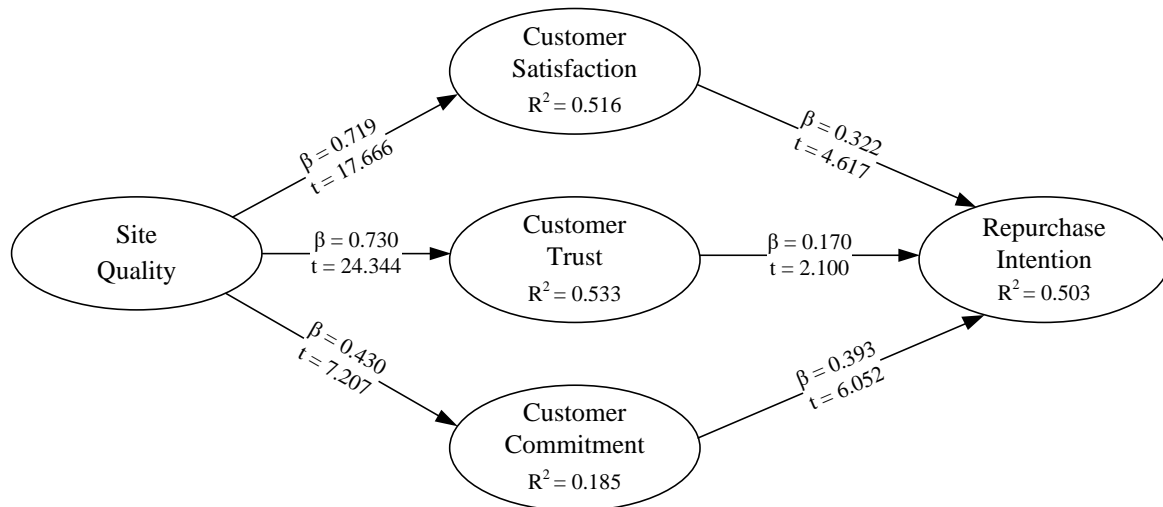 Customer
Satisfaction
R² = 0.516
β = 0.719
t = 17.666
β = 0.322
t = 4.617
Site
Quality
β = 0.730
t = 24.344
Customer
Trust
R² = 0.533
β = 0.170
t = 2.100
Repurchase
Intention
R² = 0.503
β = 0.430
t = 7.207
β = 0.393
t = 6.052
Customer
Commitment
R² = 0.185